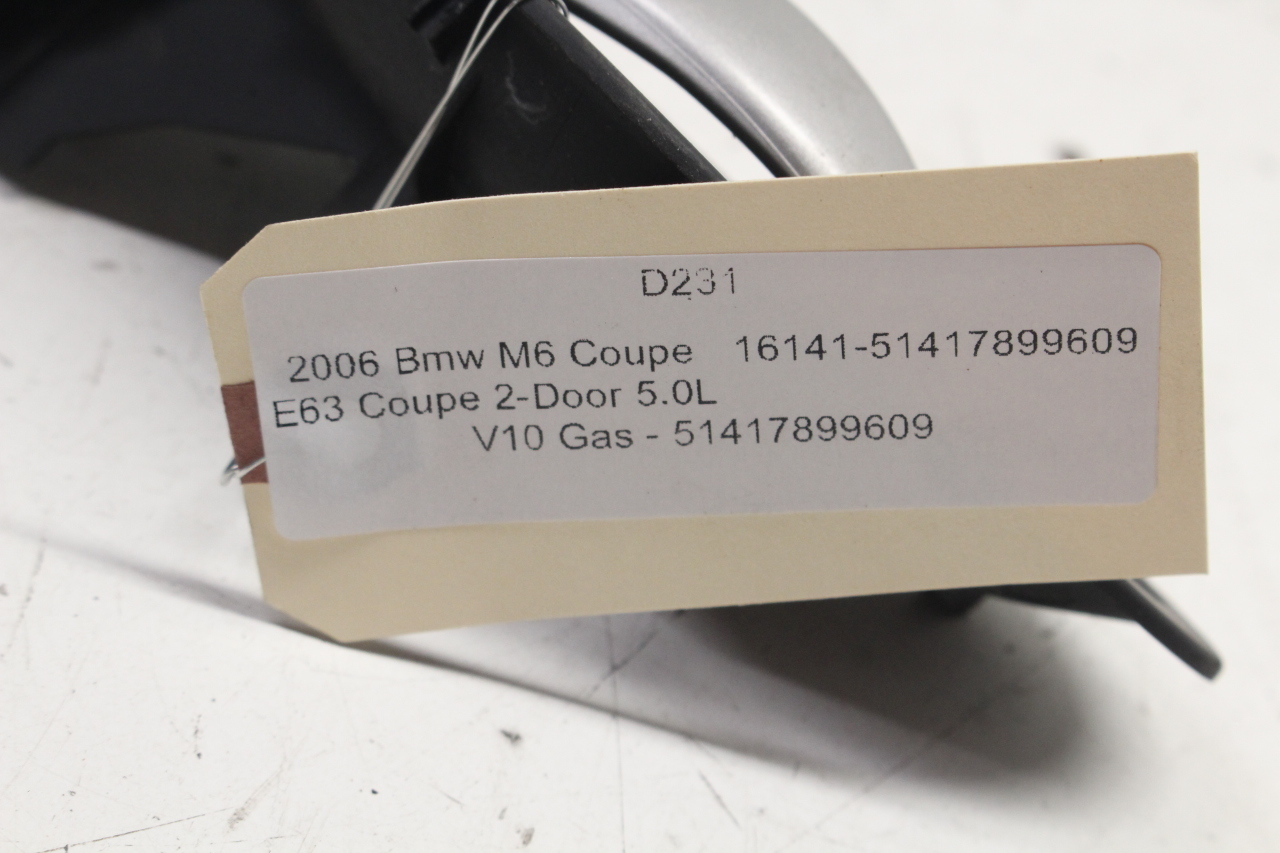 D231
2006 Bmw M6 Coupe 16141-51417899609
E63 Coupe 2-Door 5.0L
V10 Gas - 51417899609